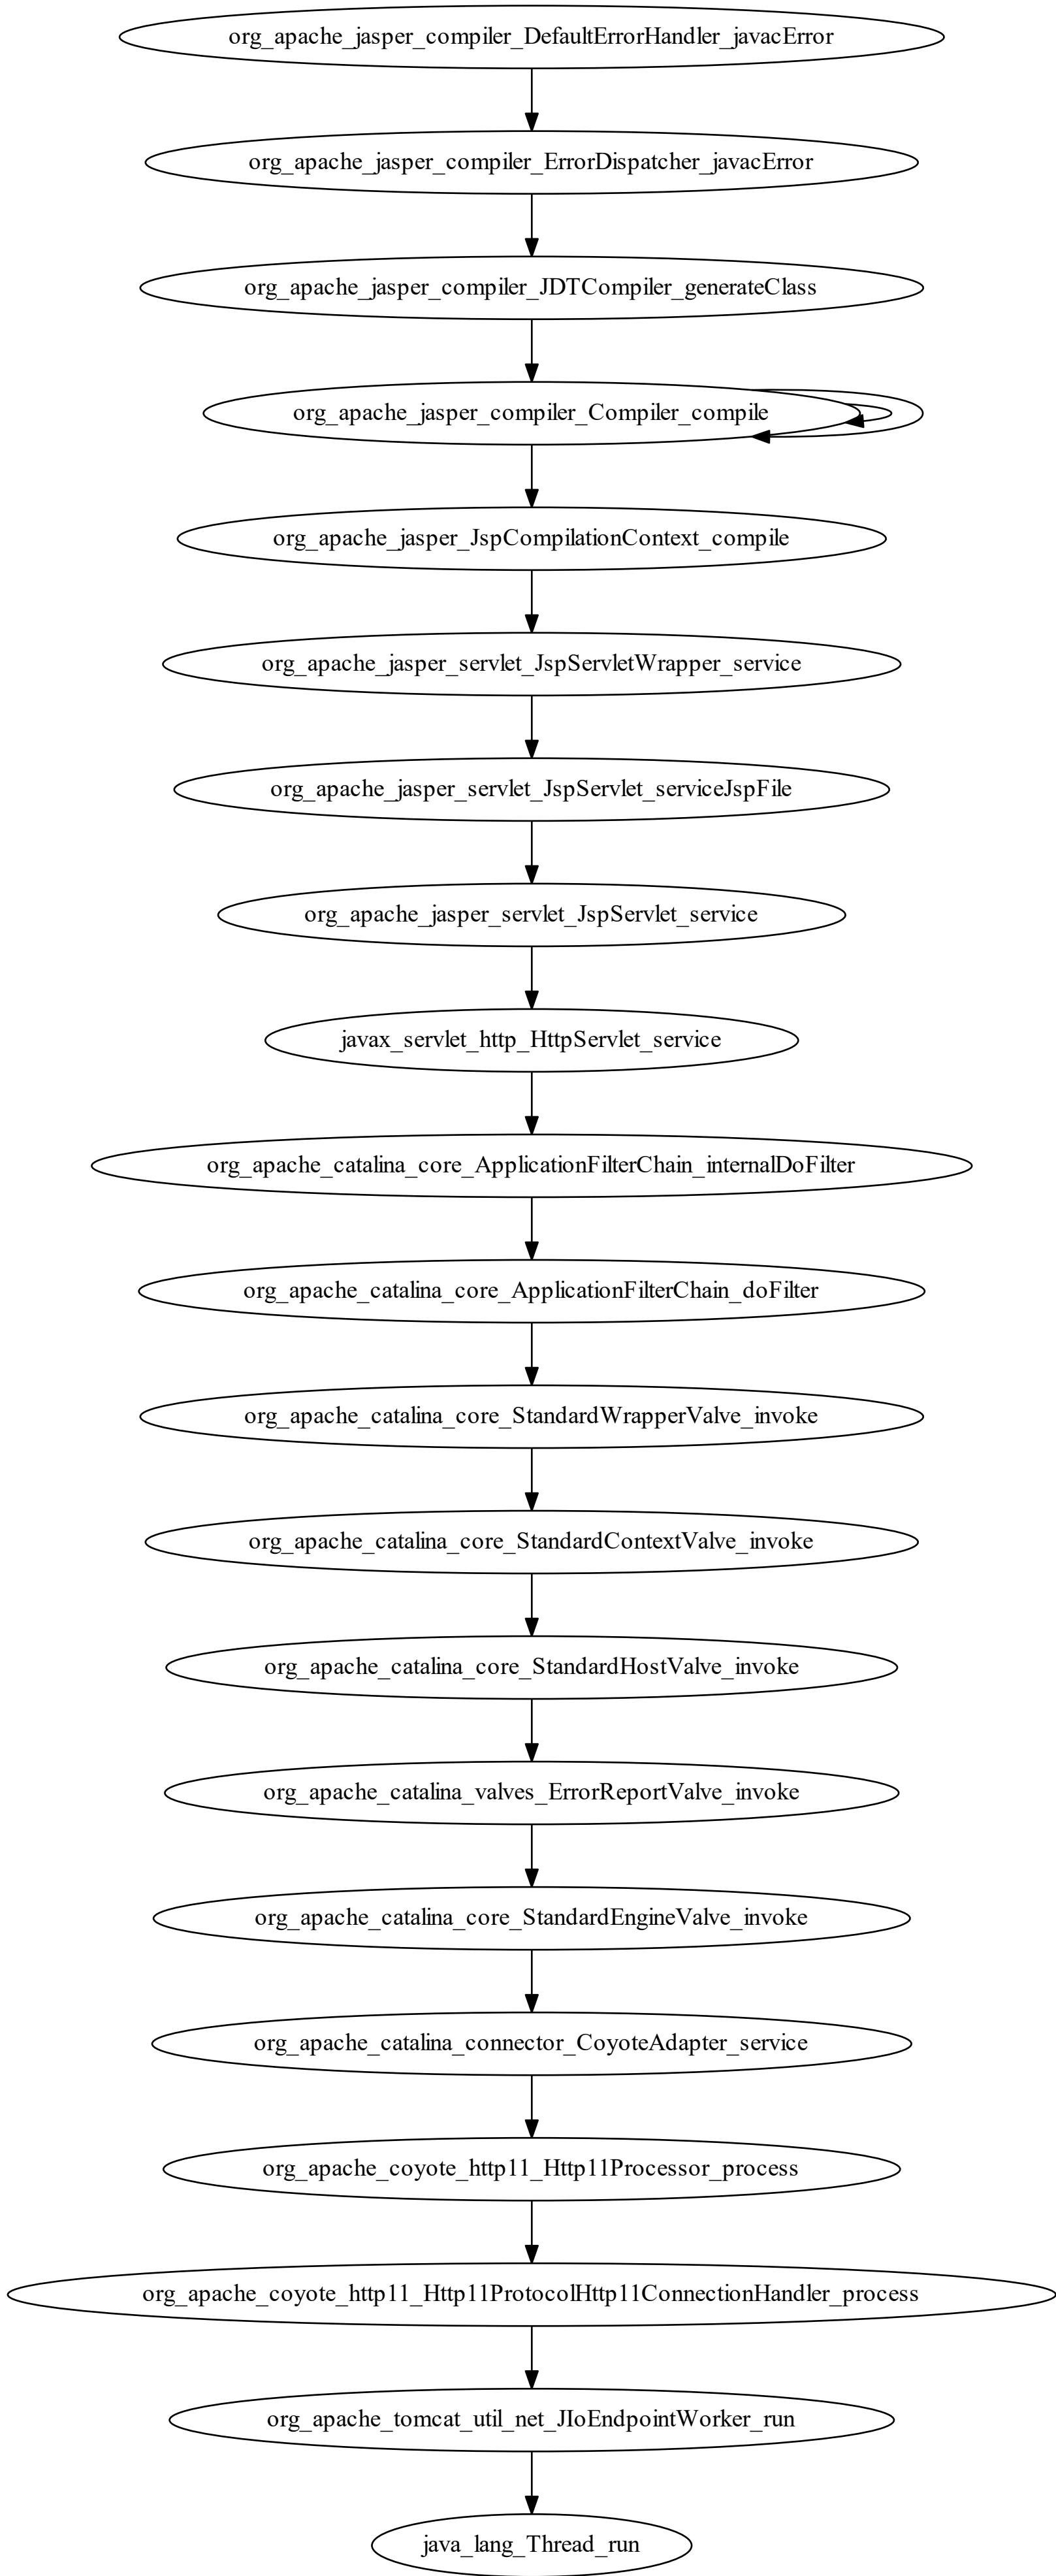 org_apache_jasper_compiler_DefaultErrorHandler_javacError
org_apache_jasper_compiler_ErrorDispatcher_javacError
org_apache_jasper_compiler_JDTCompiler_generateClass
org_apache_jasper_compiler_Compiler_compile
org_apache_jasper_JspCompilationContext_compile
org_apache_jasper_servlet_JspServletWrapper_service
org_apache_jasper_servlet_JspServlet_serviceJspFile
org_apache_jasper_servlet_JspServlet_service
javax_servlet_http_HttpServlet_service
org_apache_catalina_core_ApplicationFilterChain_internalDoFilter
org_apache_catalina_core_ApplicationFilterChain_doFilter
org_apache_catalina_core_StandardWrapperValve_invoke
org_apache_catalina_core_StandardContextValve_invoke
org_apache_catalina_core_StandardHostValve_invoke
org_apache_catalina_valves_ErrorReportValve_invoke
org_apache_catalina_core_StandardEngineValve_invoke
org_apache_catalina_connector_CoyoteAdapter_service
org_apache_coyote_http11_Http11Processor_process
org_apache_coyote_http11_Http11ProtocolHttp11ConnectionHandler_process
org_apache_tomcat_util_net_JIoEndpointWorker_run
java_lang_Thread_run